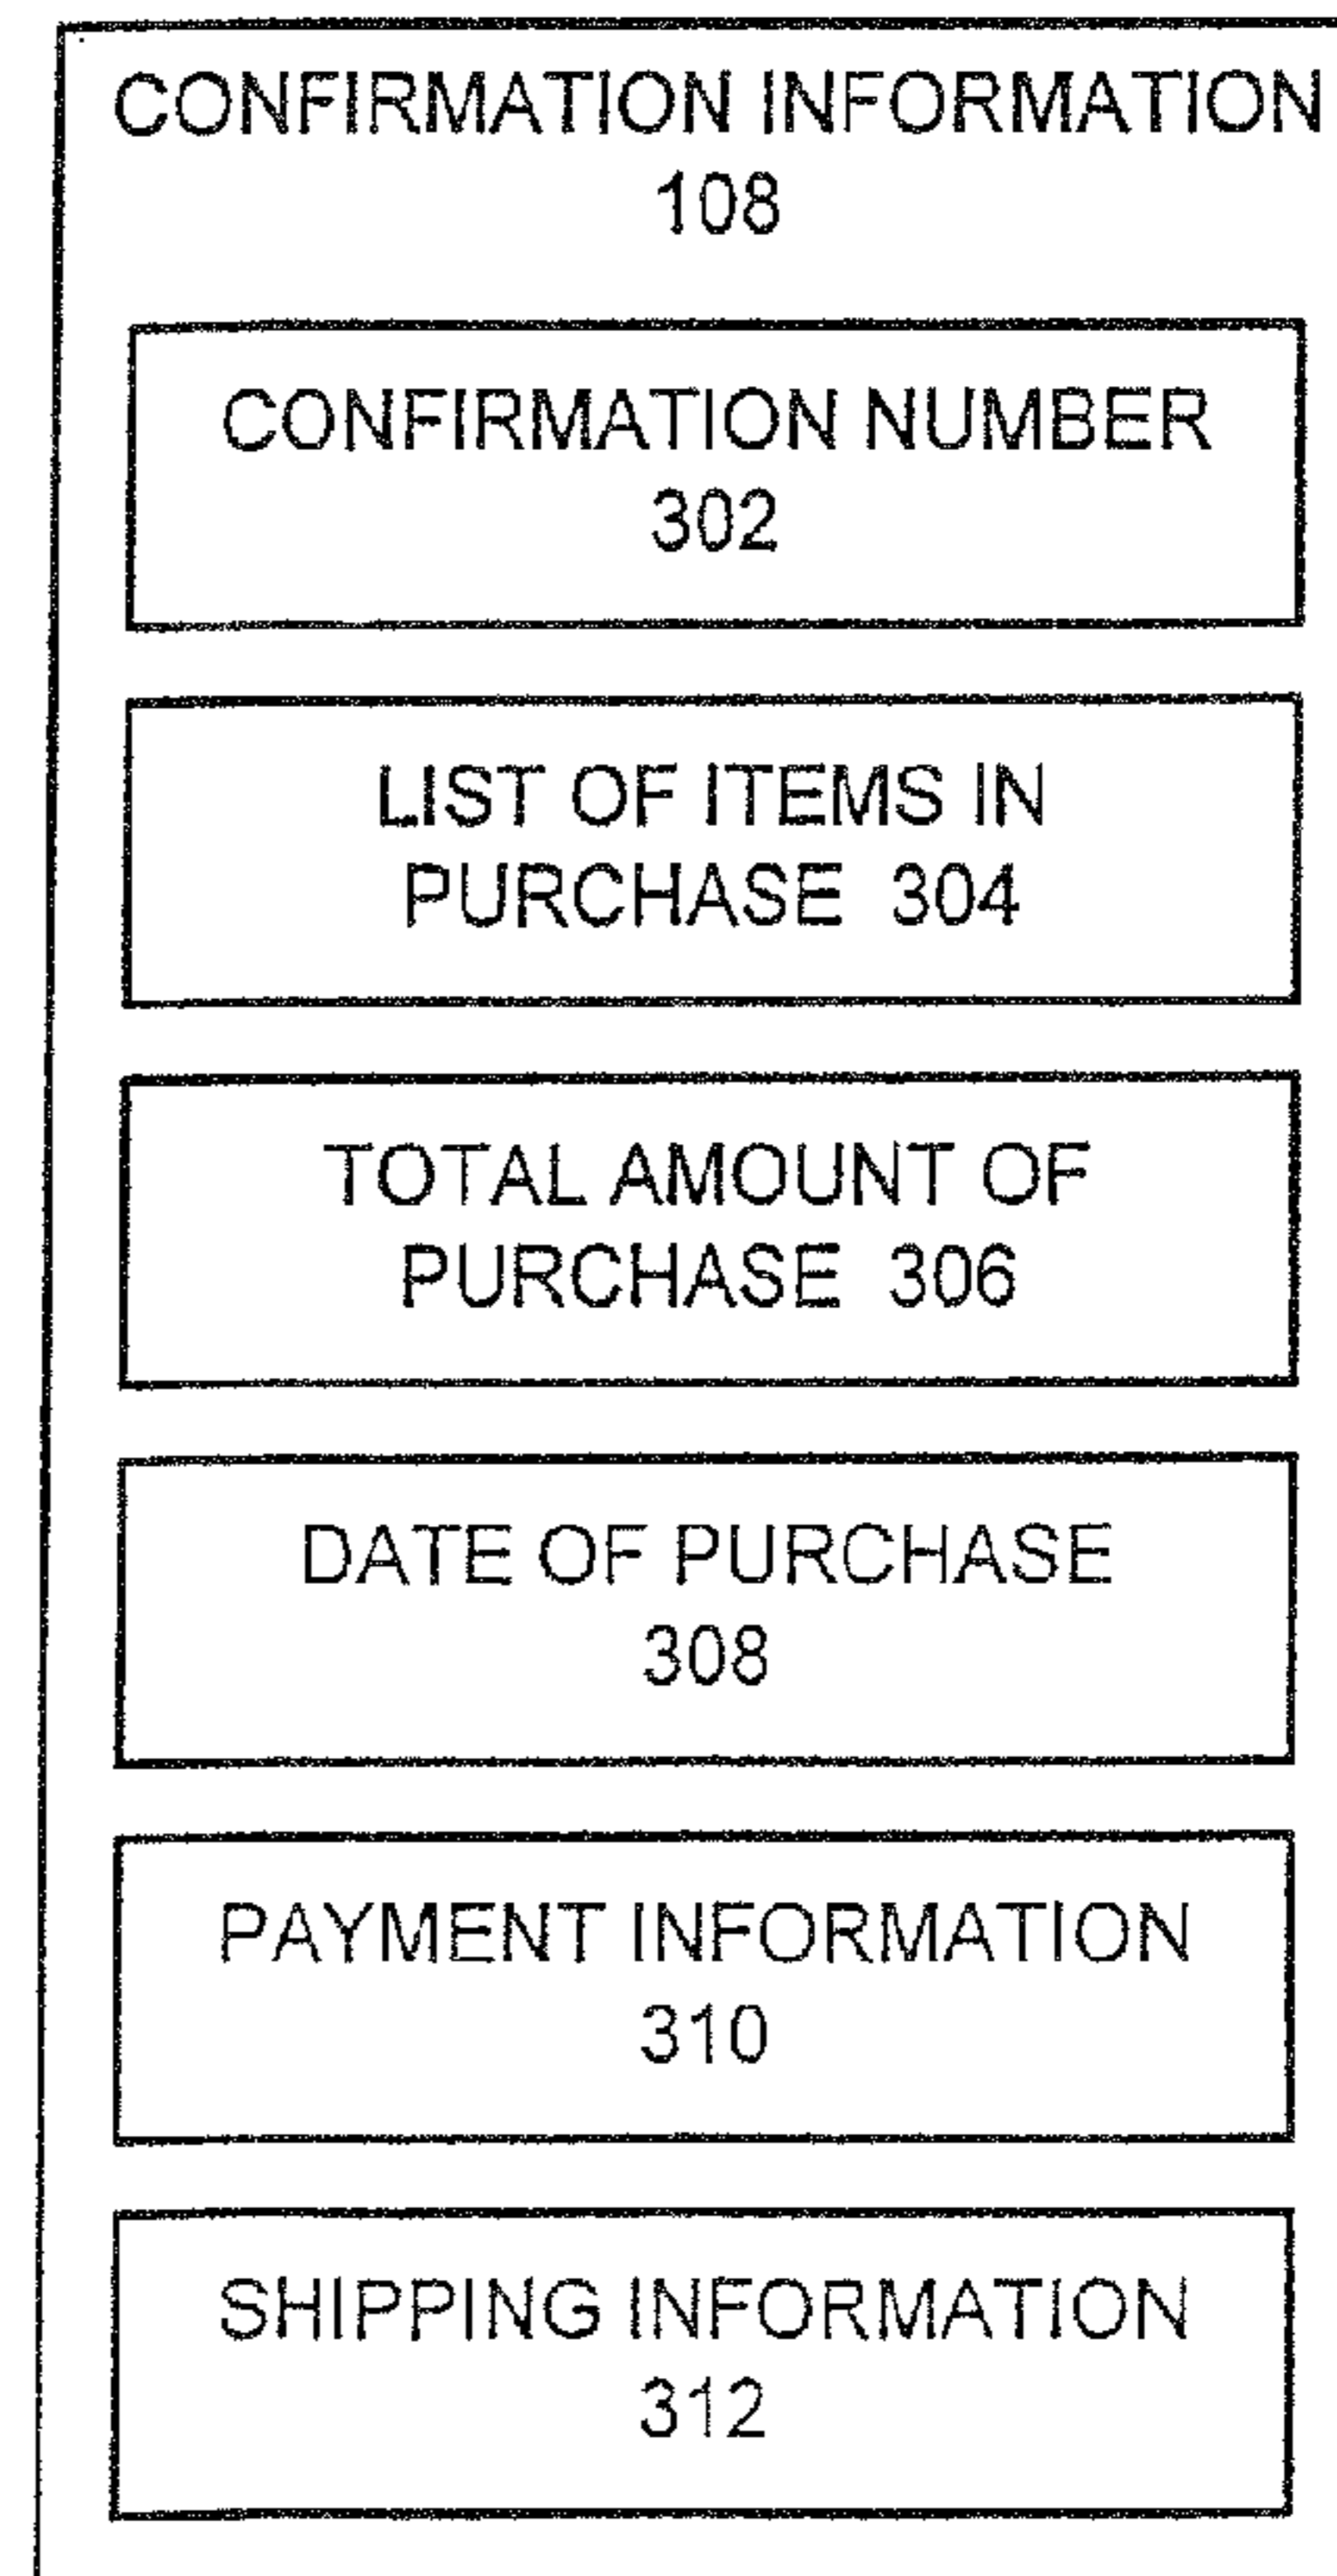 CONFIRMATION INFORMATION
108
CONFIRMATION NUMBER
302
LIST OF ITEMS IN
PURCHASE 304
TOTAL AMOUNT OF
PURCHASE 306
DATE OF PURCHASE
308
PAYMENT INFORMATION
310
SHIPPING INFORMATION
312